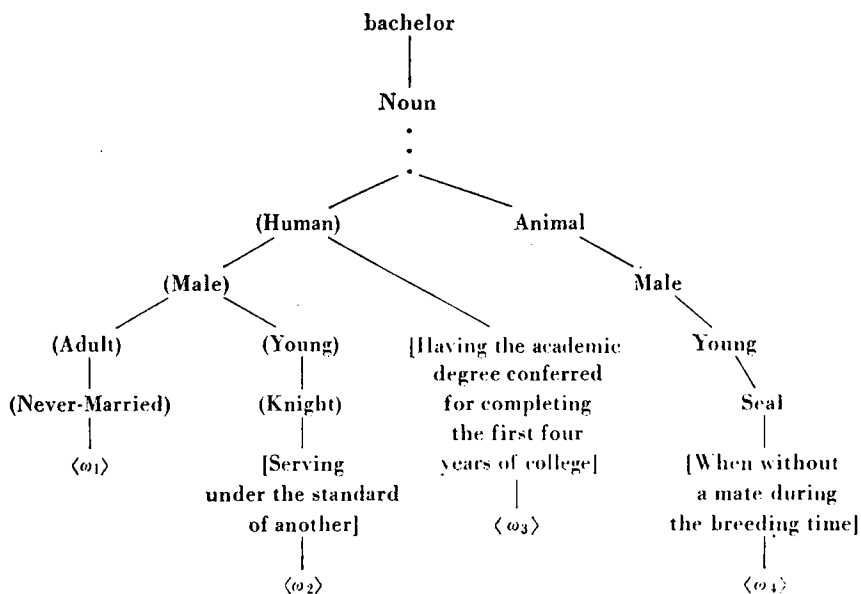 bachelor
Noun
(Human)
Animal
(Male)
Male
(Adult)
(Young)
[Having the academic
degree conferred
for completing
the first four
years of college]
Young
(Never-Married)
(Knight)
Seal
⟨ω1⟩
[Serving
under the standard
of another]
⟨ω2⟩
⟨ω3⟩
[When without
a mate during
the breeding time]
⟨ω4⟩